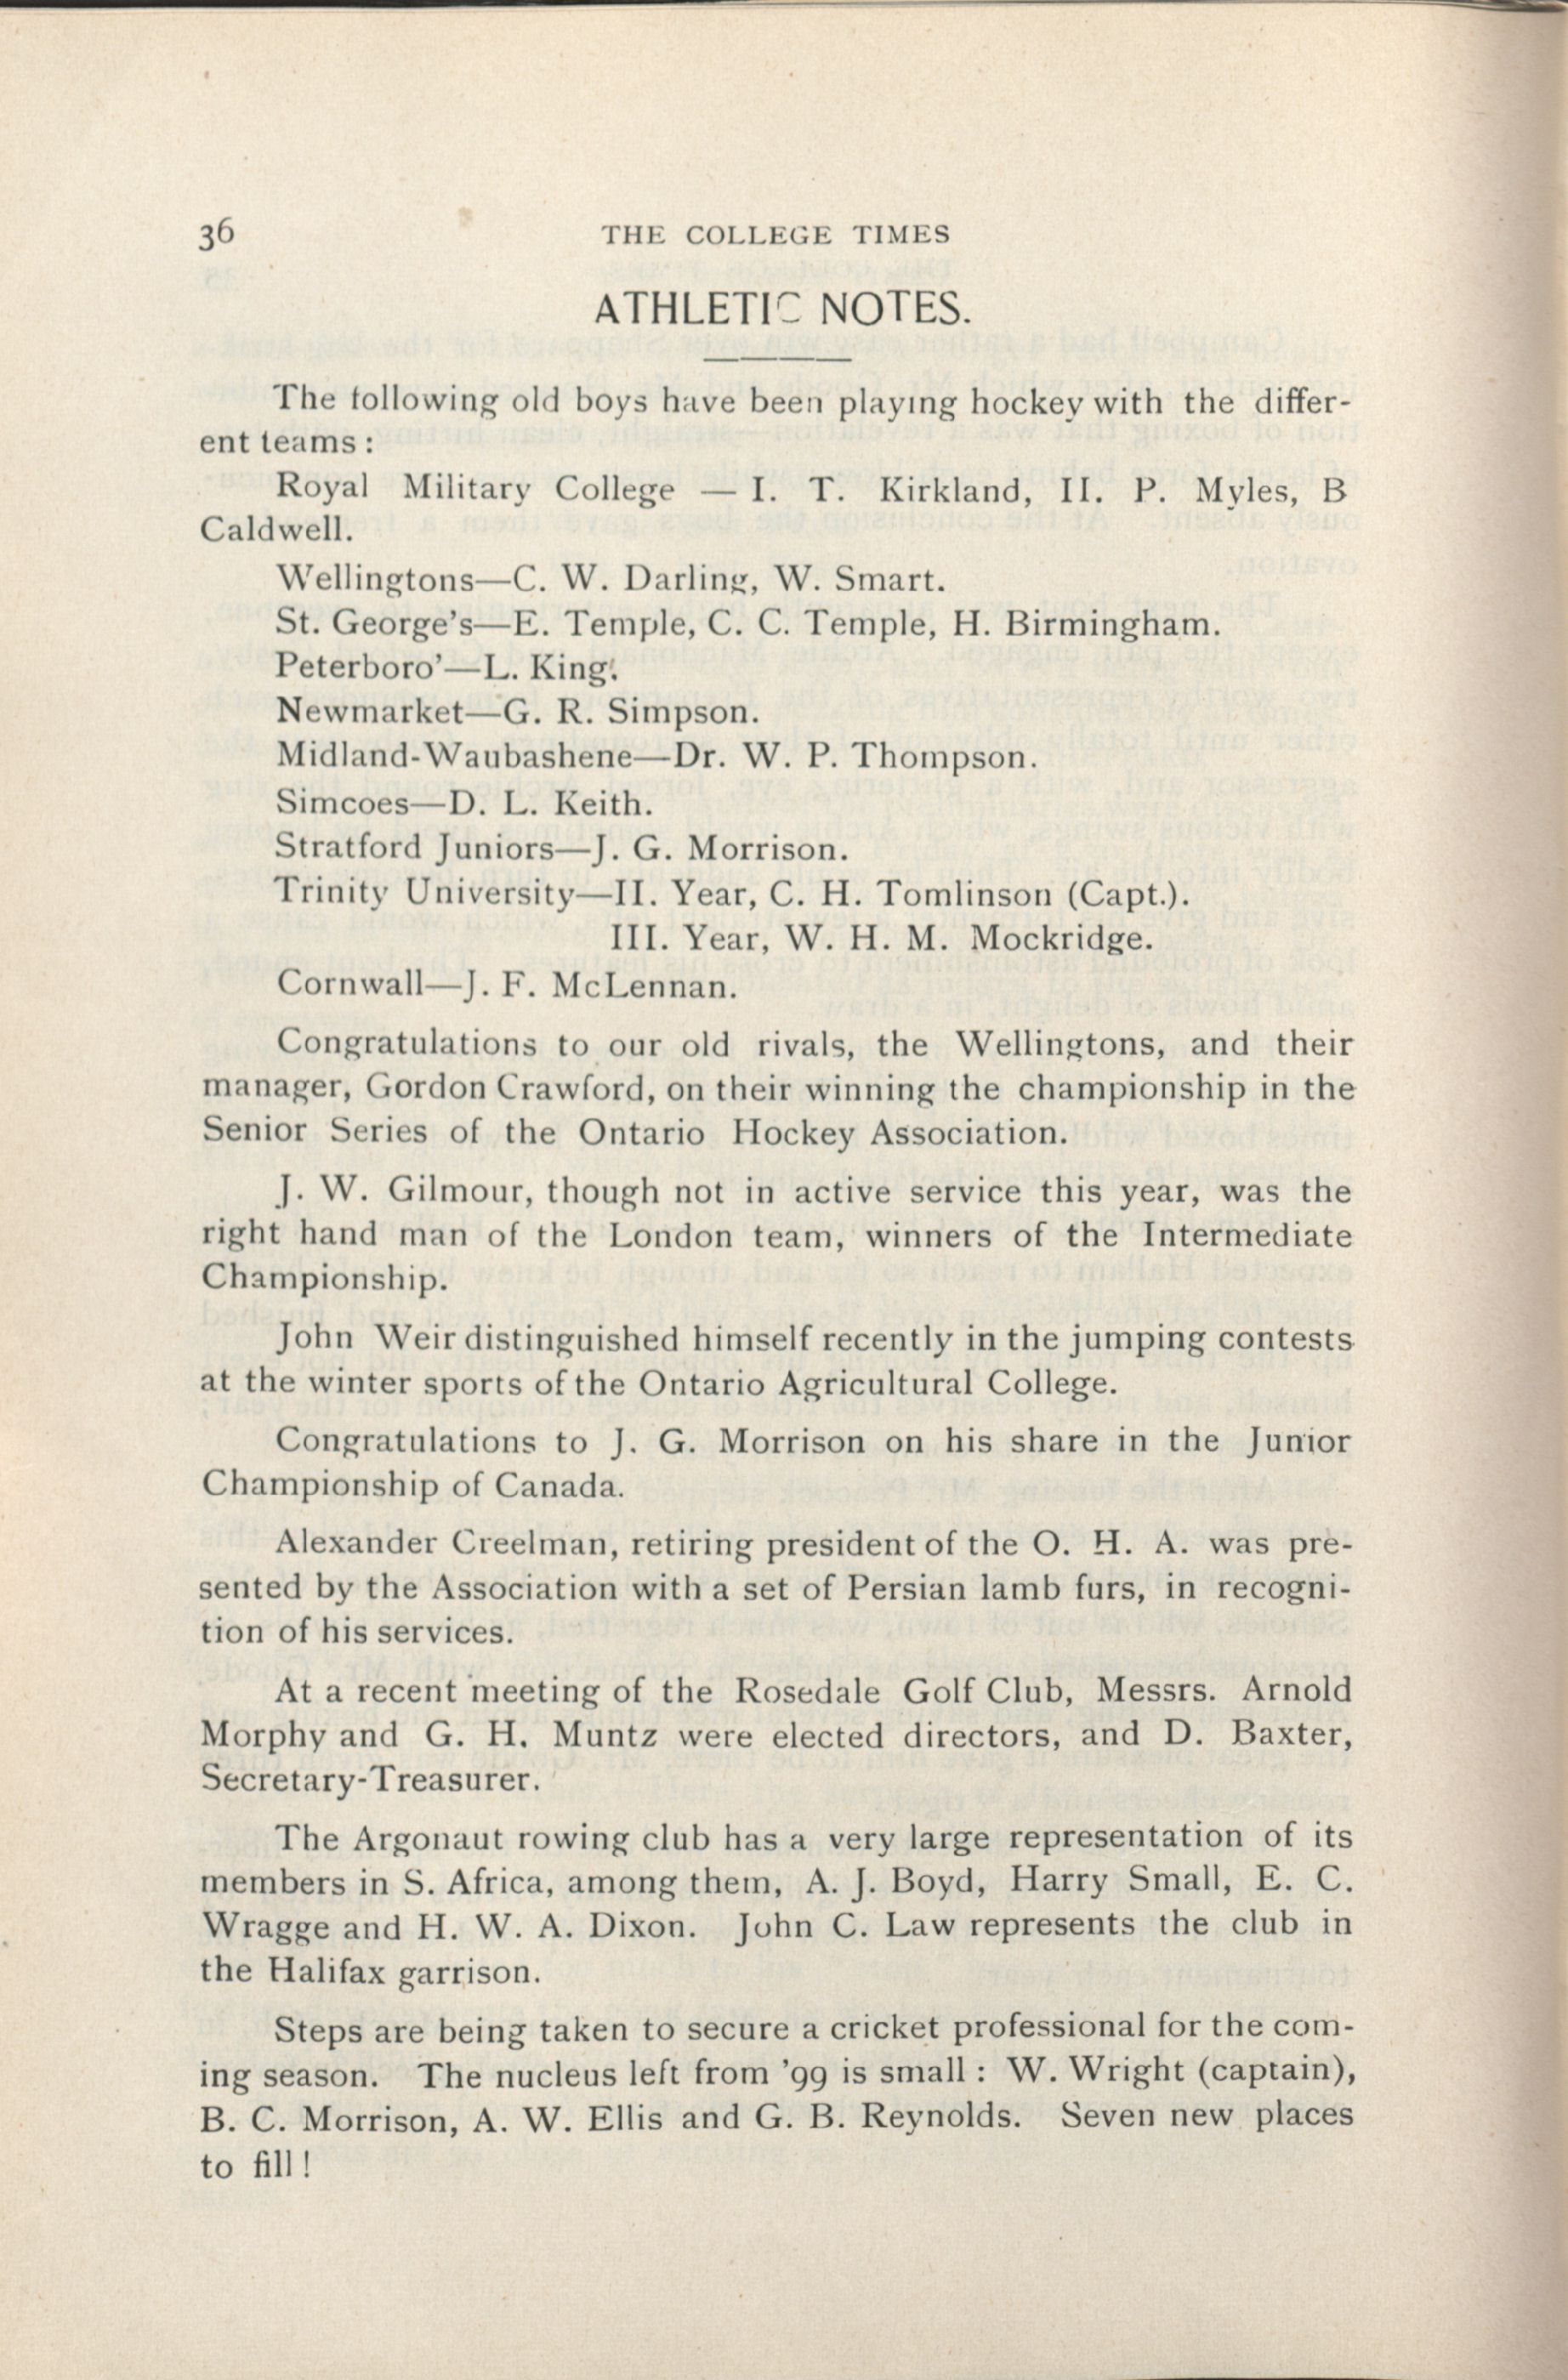 36
THE COLLEGE TIMES
ATHLETIC NOTES.
The following old boys have been playing hockey with the differ-
ent teams :
Royal Military College — I. T. Kirkland, II. P. Myles, B
Caldwell.
Wellingtons—C. W. Darling, W. Smart.
St. George's—E. Temple, C. C. Temple, H. Birmingham.
Peterboro'—L. King.
Newmarket—G. R. Simpson.
Midland-Waubashene—Dr. W. P. Thompson.
Simcoes—D. L. Keith.
Stratford Juniors—J. G. Morrison.
Trinity University—II. Year, C. H. Tomlinson (Capt.).
III. Year, W. H. M. Mockridge.
Cornwall—J. F. McLennan.
Congratulations to our old rivals, the Wellingtons, and their
manager, Gordon Crawford, on their winning the championship in the
Senior Series of the Ontario Hockey Association.
J. W. Gilmour, though not in active service this year, was the
right hand man of the London team, winners of the Intermediate
Championship.
John Weir distinguished himself recently in the jumping contests
at the winter sports of the Ontario Agricultural College.
Congratulations to J. G. Morrison on his share in the Junior
Championship of Canada.
Alexander Creelman, retiring president of the O. H. A. was pre-
sented by the Association with a set of Persian lamb furs, in recogni-
tion of his services.
At a recent meeting of the Rosedale Golf Club, Messrs. Arnold
Morphy and G. H. Muntz were elected directors, and D. Baxter,
Secretary-Treasurer.
The Argonaut rowing club has a very large representation of its
members in S. Africa, among them, A. J. Boyd, Harry Small, E. C.
Wragge and H. W. A. Dixon. John C. Law represents the club in
the Halifax garrison.
Steps are being taken to secure a cricket professional for the com-
ing season. The nucleus left from '99 is small : W. Wright (captain),
B. C. Morrison, A. W. Ellis and G. B. Reynolds. Seven new places
to fill !